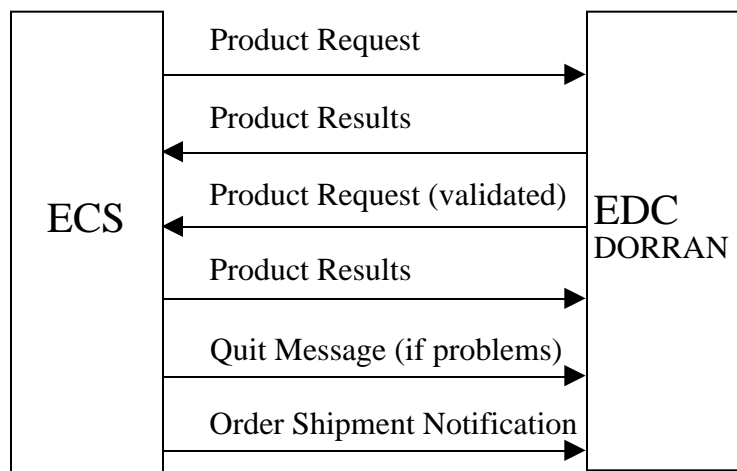 Product Request
Product Results
Product Request (validated)
ECS
EDC
DORRAN
Product Results
Quit Message (if problems)
Order Shipment Notification